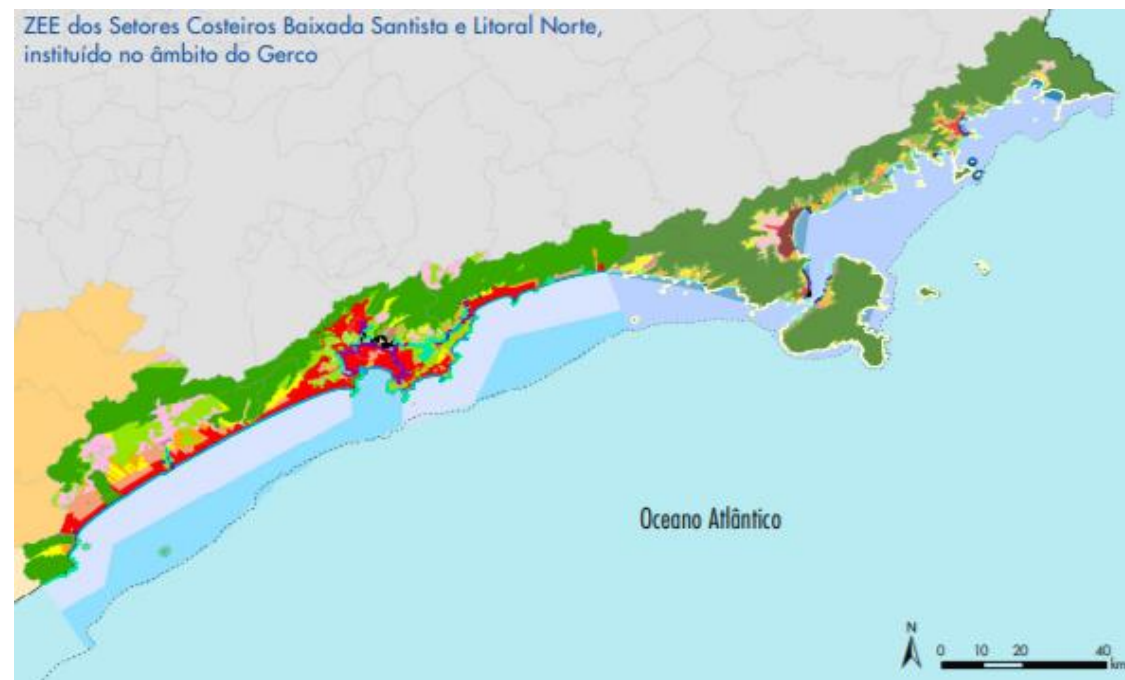 ZEE dos Setores Costeiros Baixada Santista e Litoral Norte,
instituído no âmbito do Gerco
Oceano Atlântico
N
0 10 20 40
km